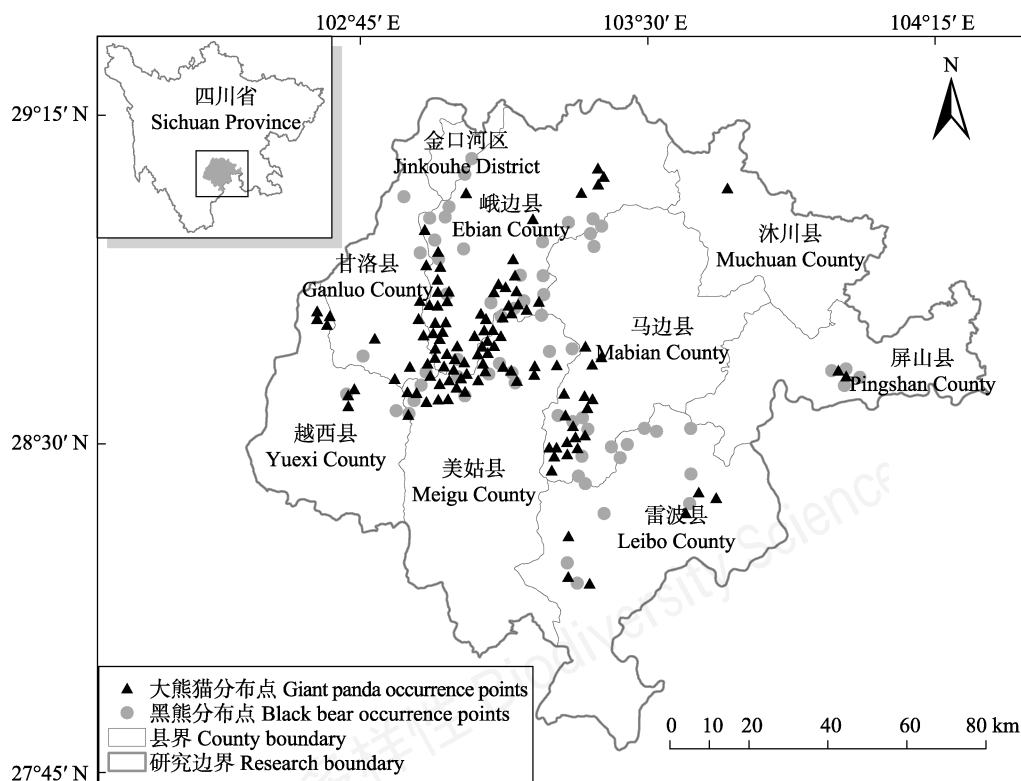 102°45′ E
103°30′ E
104°15′ E
29°15′ N
28°30′ N
27°45′ N
四川省
Sichuan Province
N
金口河区
Jinkouhe District
峨边县
Ebian County
沐川县
Muchuan County
甘洛县
Ganluo County
马边县
Mabian County
屏山县
Pingshan County
越西县
Yuexi County
美姑县
Meigu County
雷波县
Leibo County
大熊猫分布点 Giant panda occurrence points
黑熊分布点 Black bear occurrence points
县界 County boundary
研究边界 Research boundary
0 10 20 40 60 80 km
样性 Biodiversity Science